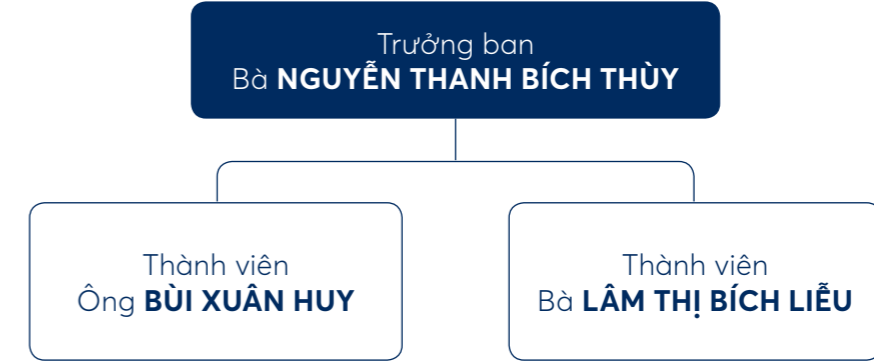 Trưởng ban
Bà NGUYỄN THANH BÍCH THÙY
Thành viên
Ông BÙI XUÂN HUY
Thành viên
Bà LÂM THỊ BÍCH LIỄU